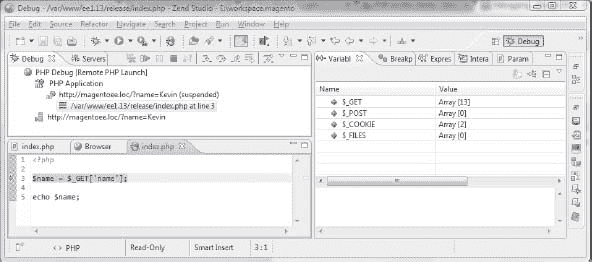 Debug - /var/www/ee1.13/release/index.php - Zend Studio - E:\workspace.magento
File Edit Source Refactor Navigate Search Project Run Magento Window Help
Debug
Debug Servers
PHP Debug [Remote PHP Launch]
PHP Application
http://magentoee.loc/?name=Kevin (suspended)
/var/www/ee1.13/release/index.php at line 3
http://magentoee.loc/?name=Kevin
Variabl Breakp Expres Intera Param
Name Value
$_GET Array [13]
$_POST Array [0]
$_COOKIE Array [2]
$_FILES Array [0]
index.php Browser index.php
1 <?php
2
3 $name = $_GET['name'];
4
5 echo $name;
<> PHP Read-Only Smart Insert 3 : 1